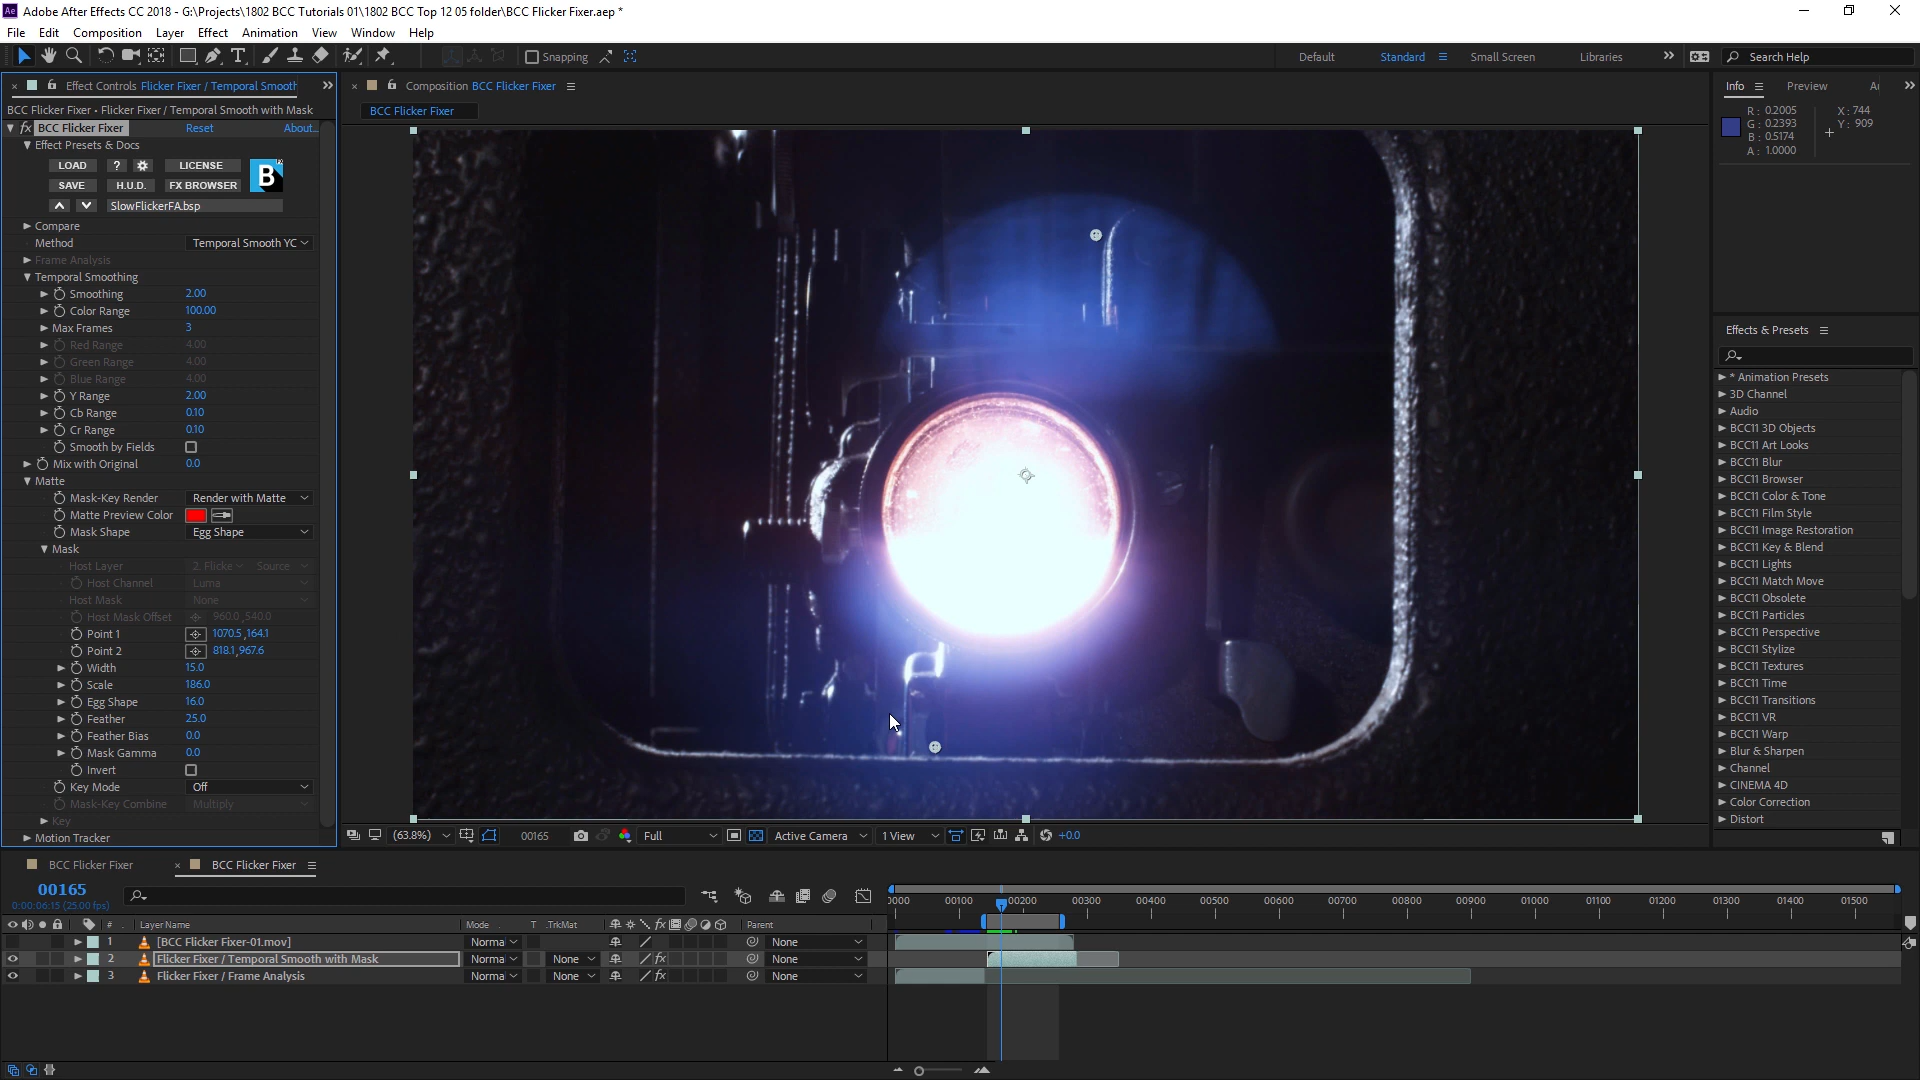 Adobe After Effects CC 2018 - G:\Projects\1802 BCC Tutorials 01\1802 BCC Top 12 05 folder\BCC Flicker Fixer.aep *
File Edit Composition Layer Effect Animation View Window Help
Snapping Default Standard Small Screen Libraries Search Help
Effect Controls Flicker Fixer / Temporal Smooth
BCC Flicker Fixer • Flicker Fixer / Temporal Smooth with Mask
fx BCC Flicker Fixer Reset About...
Effect Presets & Docs
LOAD ? LICENSE
SAVE H.U.D. FX BROWSER
B
SlowFlickerFA.bsp
Compare
Method Temporal Smooth YC
Frame Analysis
Temporal Smoothing
Smoothing 2.00
Color Range 100.00
Max Frames 3
Red Range 4.00
Green Range 4.00
Blue Range 4.00
Y Range 2.00
Cb Range 0.10
Cr Range 0.10
Smooth by Fields
Mix with Original 0.0
Matte
Mask-Key Render Render with Matte
Matte Preview Color
Mask Shape Egg Shape
Mask
Host Layer 2. Flicke Source
Host Channel Luma
Host Mask None
Host Mask Offset 960.0,540.0
Point 1 1070.5,164.1
Point 2 818.1,967.6
Width 15.0
Scale 186.0
Egg Shape 16.0
Feather 25.0
Feather Bias 0.0
Mask Gamma 0.0
Invert
Key Mode Off
Mask-Key Combine Multiply
Key
Motion Tracker
Composition BCC Flicker Fixer
BCC Flicker Fixer
(63.8%) 00165 Full Active Camera 1 View +0.0
Info Preview
R: 0.2005
G: 0.2393
B: 0.5174
A: 1.0000
X: 744
Y: 909
Effects & Presets
* Animation Presets
3D Channel
Audio
BCC11 3D Objects
BCC11 Art Looks
BCC11 Blur
BCC11 Browser
BCC11 Color & Tone
BCC11 Film Style
BCC11 Image Restoration
BCC11 Key & Blend
BCC11 Lights
BCC11 Match Move
BCC11 Obsolete
BCC11 Particles
BCC11 Perspective
BCC11 Stylize
BCC11 Textures
BCC11 Time
BCC11 Transitions
BCC11 VR
BCC11 Warp
Blur & Sharpen
Channel
CINEMA 4D
Color Correction
Distort
BCC Flicker Fixer BCC Flicker Fixer
00165
0:00:06:15 (25.00 fps)
# Layer Name Mode T .TrkMat Parent
1 [BCC Flicker Fixer-01.mov] Norma None
2 Flicker Fixer / Temporal Smooth with Mask Norma None None
3 Flicker Fixer / Frame Analysis Norma None None
0000 00100 00200 00300 00400 00500 00600 00700 00800 00900 01000 01100 01200 01300 01400 01500